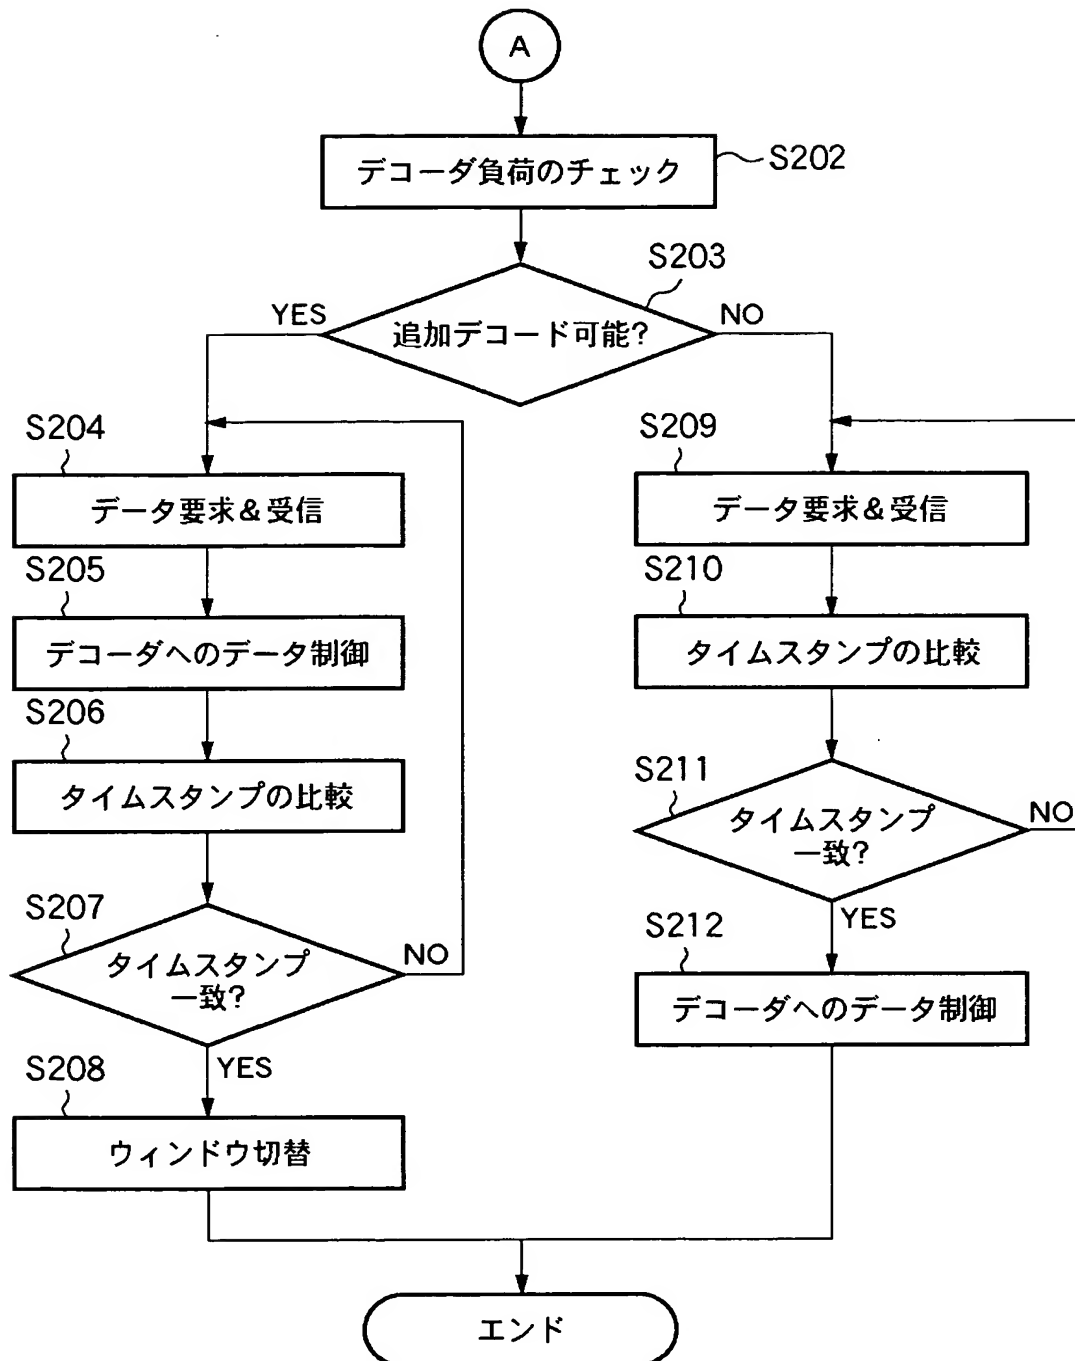 A
デコーダ負荷のチェック
S202
S203
YES
追加デコード可能?
NO
S204
データ要求&受信
S205
デコーダへのデータ制御
S206
タイムスタンプの比較
S207
タイムスタンプ
一致?
NO
YES
S208
ウィンドウ切替
S209
データ要求&受信
S210
タイムスタンプの比較
S211
タイムスタンプ
一致?
NO
YES
S212
デコーダへのデータ制御
エンド